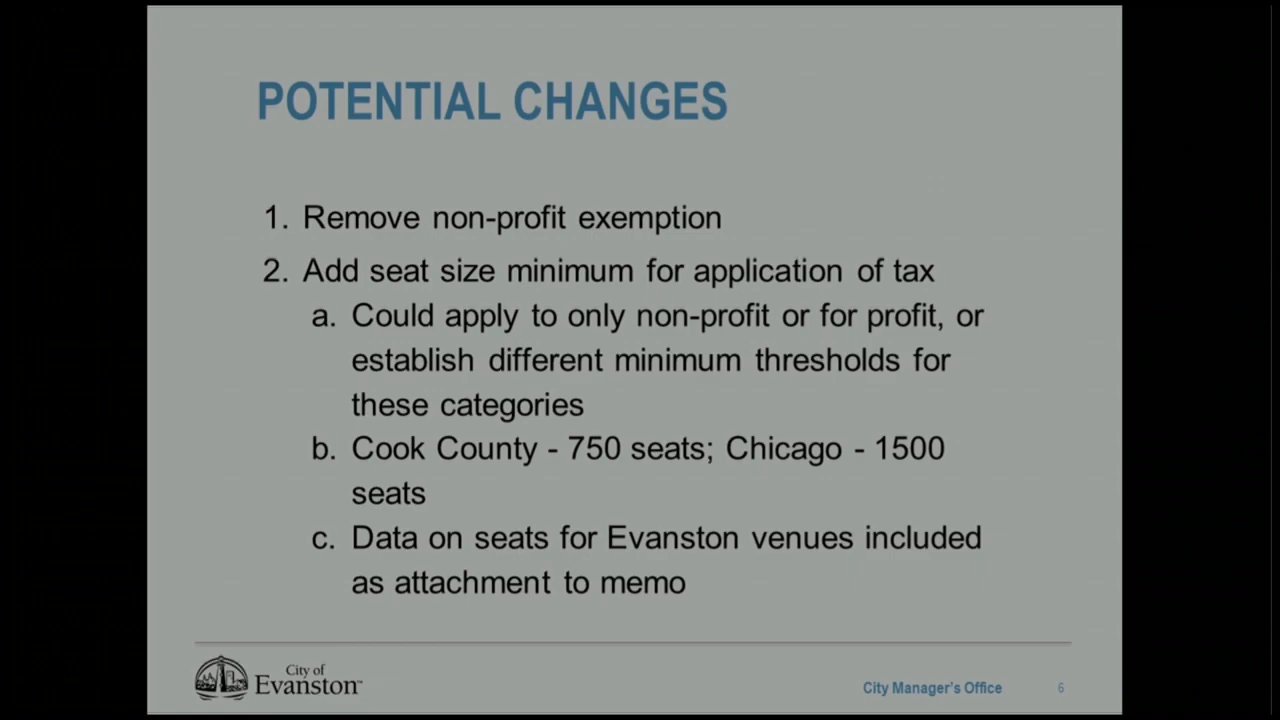 POTENTIAL CHANGES
1. Remove non-profit exemption
2. Add seat size minimum for application of tax
a. Could apply to only non-profit or for profit, or
establish different minimum thresholds for
these categories
b. Cook County - 750 seats; Chicago - 1500
seats
c. Data on seats for Evanston venues included
as attachment to memo
City of
Evanston™
City Manager's Office 6